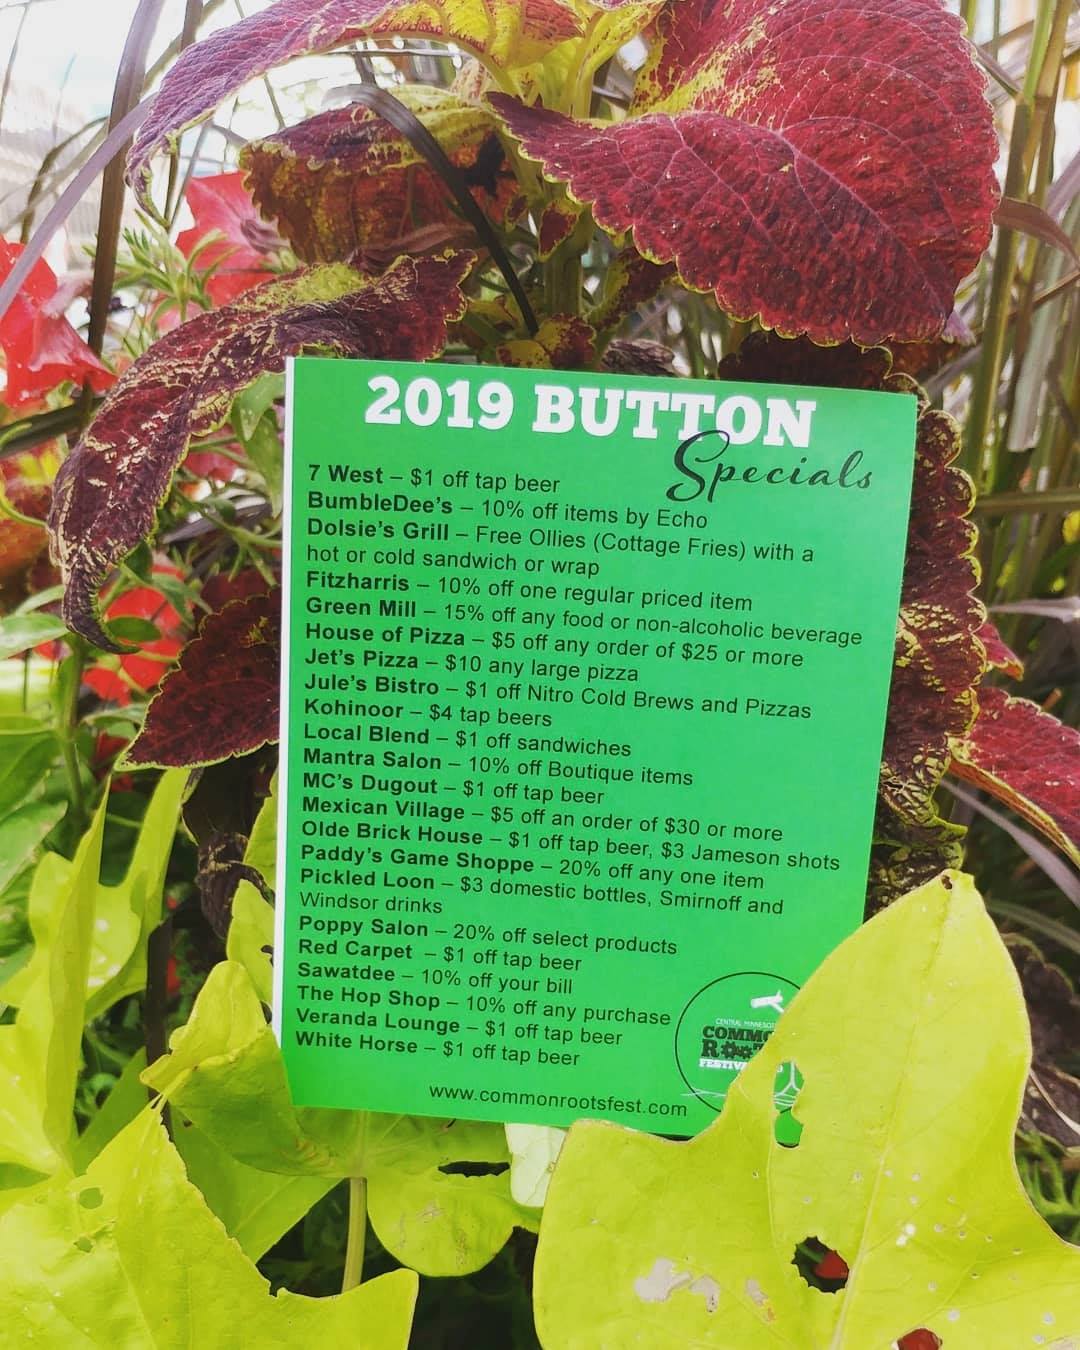 2019 BUTTON
Specials
7 West – $1 off tap beer
BumbleDee's – 10% off items by Echo
Dolsie's Grill – Free Ollies (Cottage Fries) with a
hot or cold sandwich or wrap
Fitzharris – 10% off one regular priced item
Green Mill – 15% off any food or non-alcoholic beverage
House of Pizza – $5 off any order of $25 or more
Jet's Pizza – $10 any large pizza
Jule's Bistro – $1 off Nitro Cold Brews and Pizzas
Kohinoor – $4 tap beers
Local Blend – $1 off sandwiches
Mantra Salon – 10% off Boutique items
MC's Dugout – $1 off tap beer
Mexican Village – $5 off an order of $30 or more
Olde Brick House – $1 off tap beer, $3 Jameson shots
Paddy's Game Shoppe – 20% off any one item
Pickled Loon – $3 domestic bottles, Smirnoff and
Windsor drinks
Poppy Salon – 20% off select products
Red Carpet – $1 off tap beer
Sawatdee – 10% off your bill
The Hop Shop – 10% off any purchase
Veranda Lounge – $1 off tap beer
White Horse – $1 off tap beer
CENTRAL
www.commonrootsfest.com